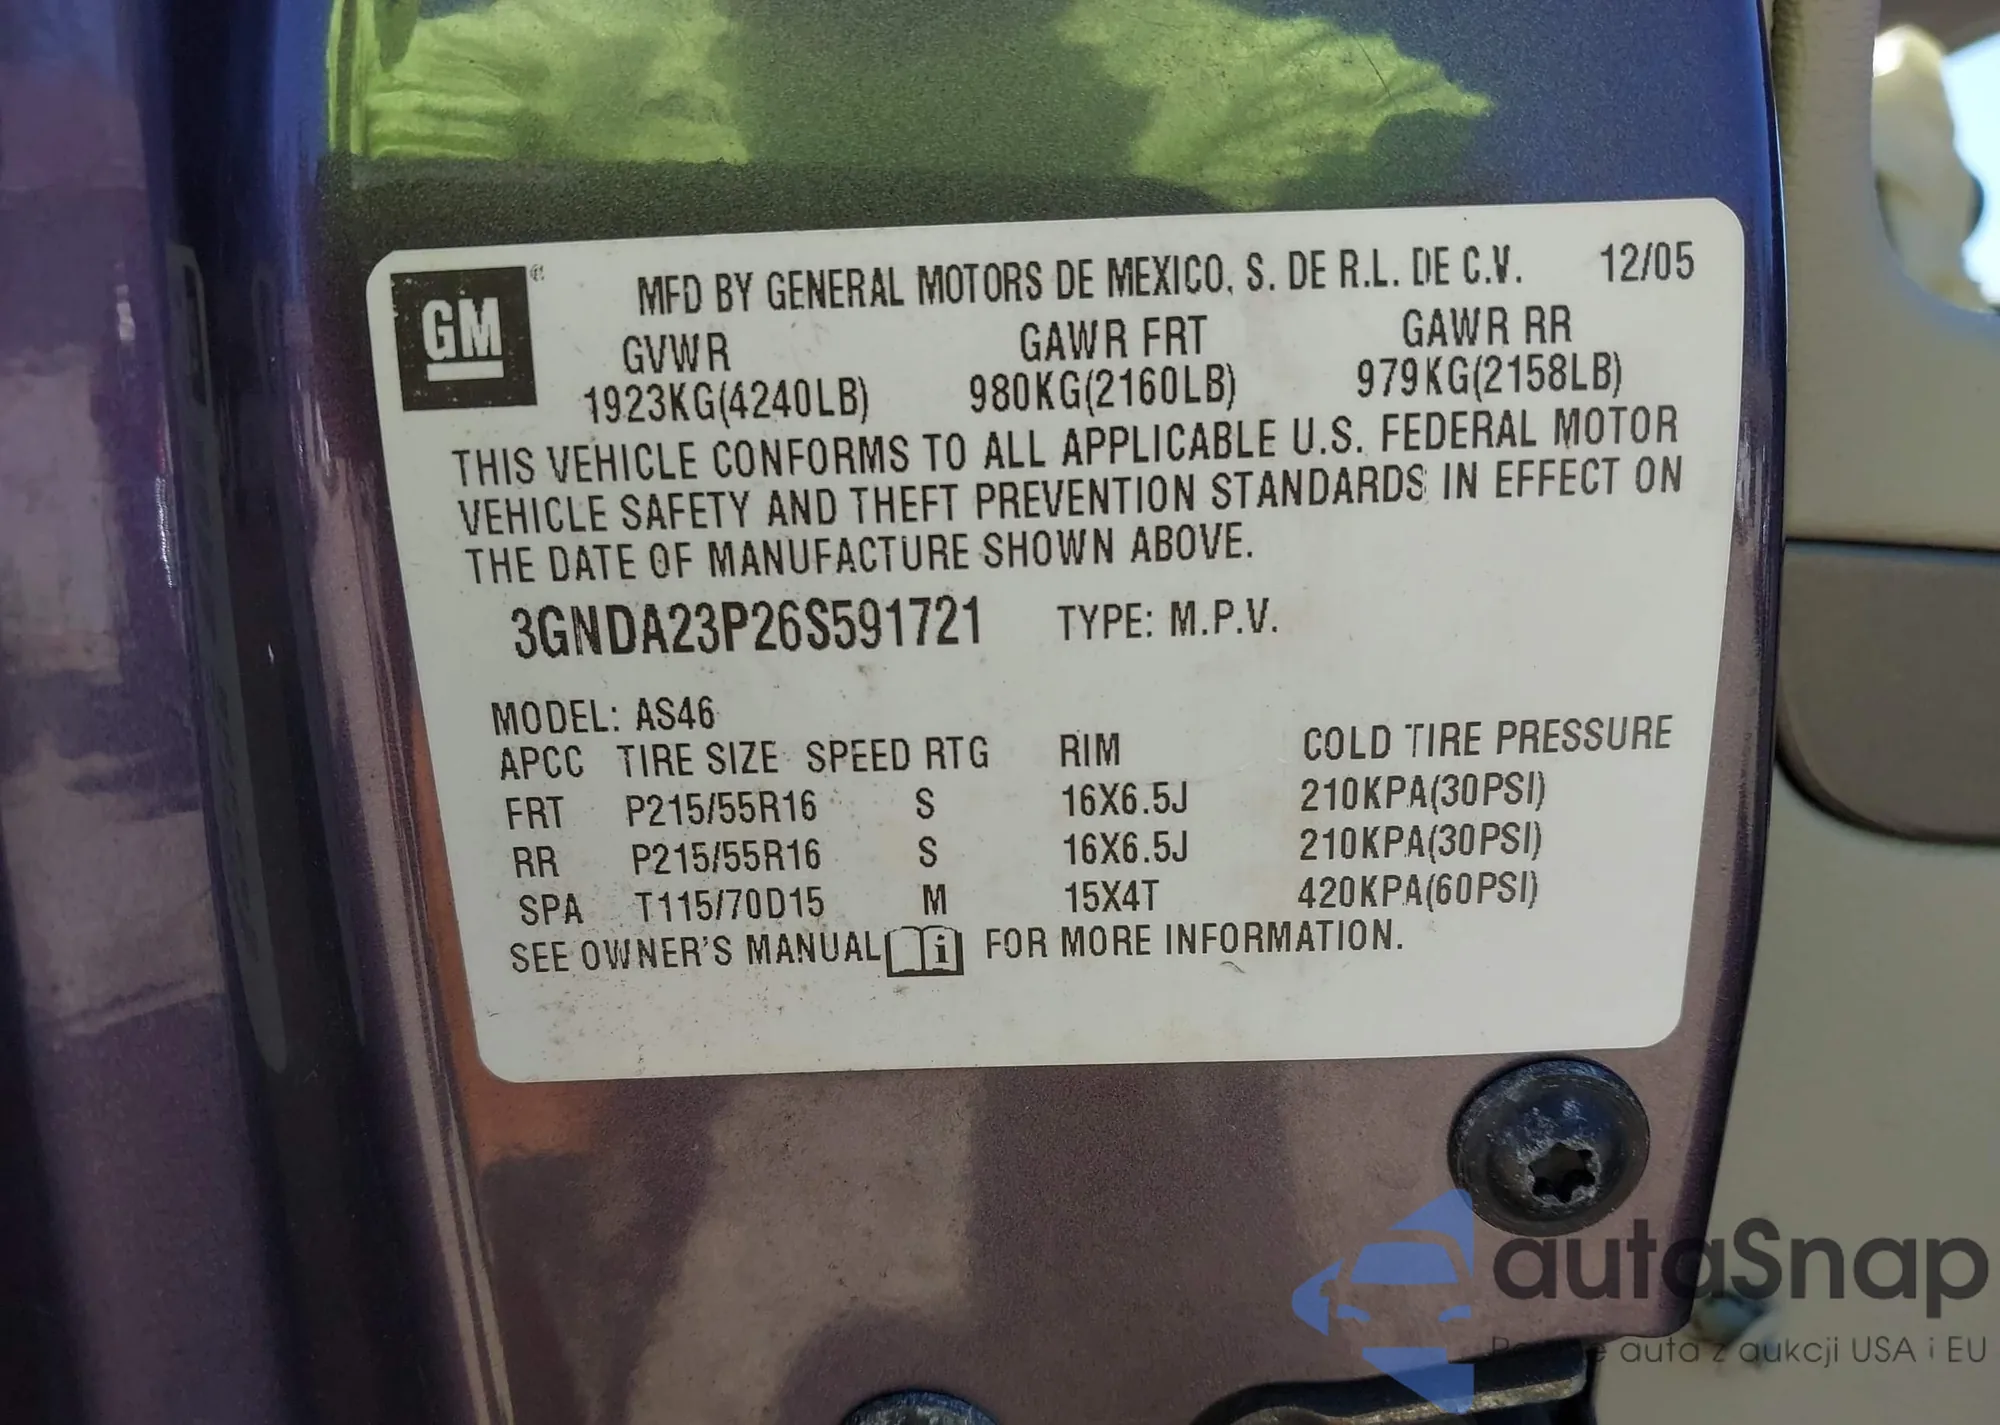 GM®
MFD BY GENERAL MOTORS DE MEXICO, S. DE R.L. DE C.V. 12/05
GVWR GAWR FRT GAWR RR
1923KG(4240LB) 980KG(2160LB) 979KG(2158LB)
THIS VEHICLE CONFORMS TO ALL APPLICABLE U.S. FEDERAL MOTOR
VEHICLE SAFETY AND THEFT PREVENTION STANDARDS IN EFFECT ON
THE DATE OF MANUFACTURE SHOWN ABOVE.
3GNDA23P26S591721 TYPE: M.P.V.
MODEL: AS46
APCC TIRE SIZE SPEED RTG RIM COLD TIRE PRESSURE
FRT P215/55R16 S 16X6.5J 210KPA(30PSI)
RR P215/55R16 S 16X6.5J 210KPA(30PSI)
SPA T115/70D15 M 15X4T 420KPA(60PSI)
SEE OWNER'S MANUAL i FOR MORE INFORMATION.
autaSnap
auta z aukcji USA i EU